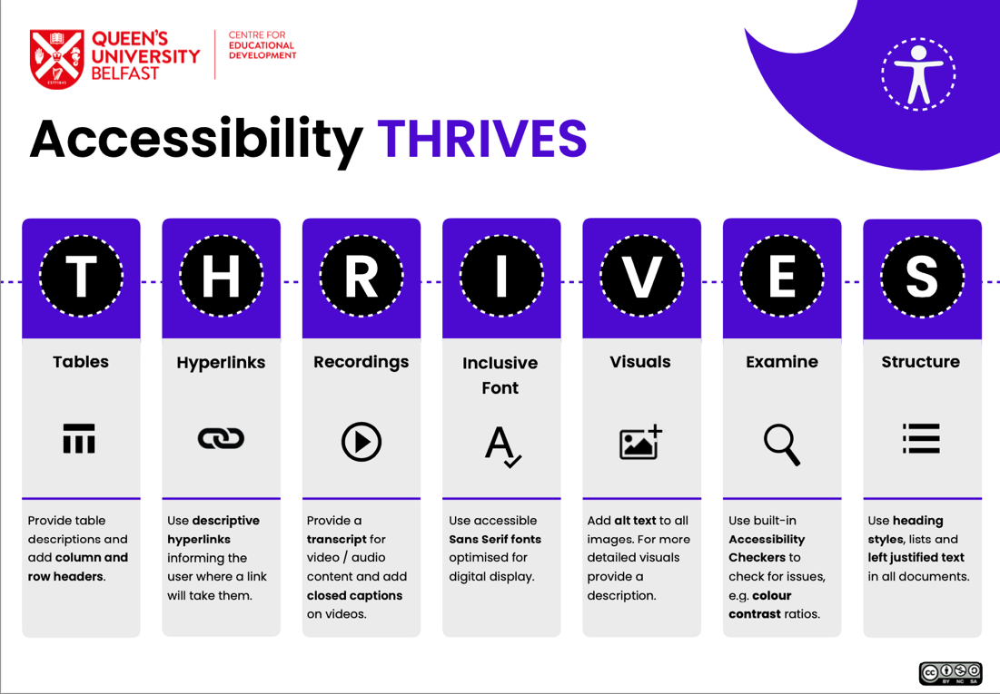 QUEEN'S
UNIVERSITY
BELFAST
ESTD1845
CENTRE FOR
EDUCATIONAL
DEVELOPMENT
Accessibility THRIVES
T
Tables
Provide table
descriptions and
add column and
row headers.
H
Hyperlinks
Use descriptive
hyperlinks
informing the
user where a link
will take them.
R
Recordings
Provide a
transcript for
video / audio
content and add
closed captions
on videos.
I
Inclusive
Font
A
Use accessible
Sans Serif fonts
optimised for
digital display.
V
Visuals
Add alt text to all
images. For more
detailed visuals
provide a
description.
E
Examine
Use built-in
Accessibility
Checkers to
check for issues,
e.g. colour
contrast ratios.
S
Structure
Use heading
styles, lists and
left justified text
in all documents.
cc
BY NC SA